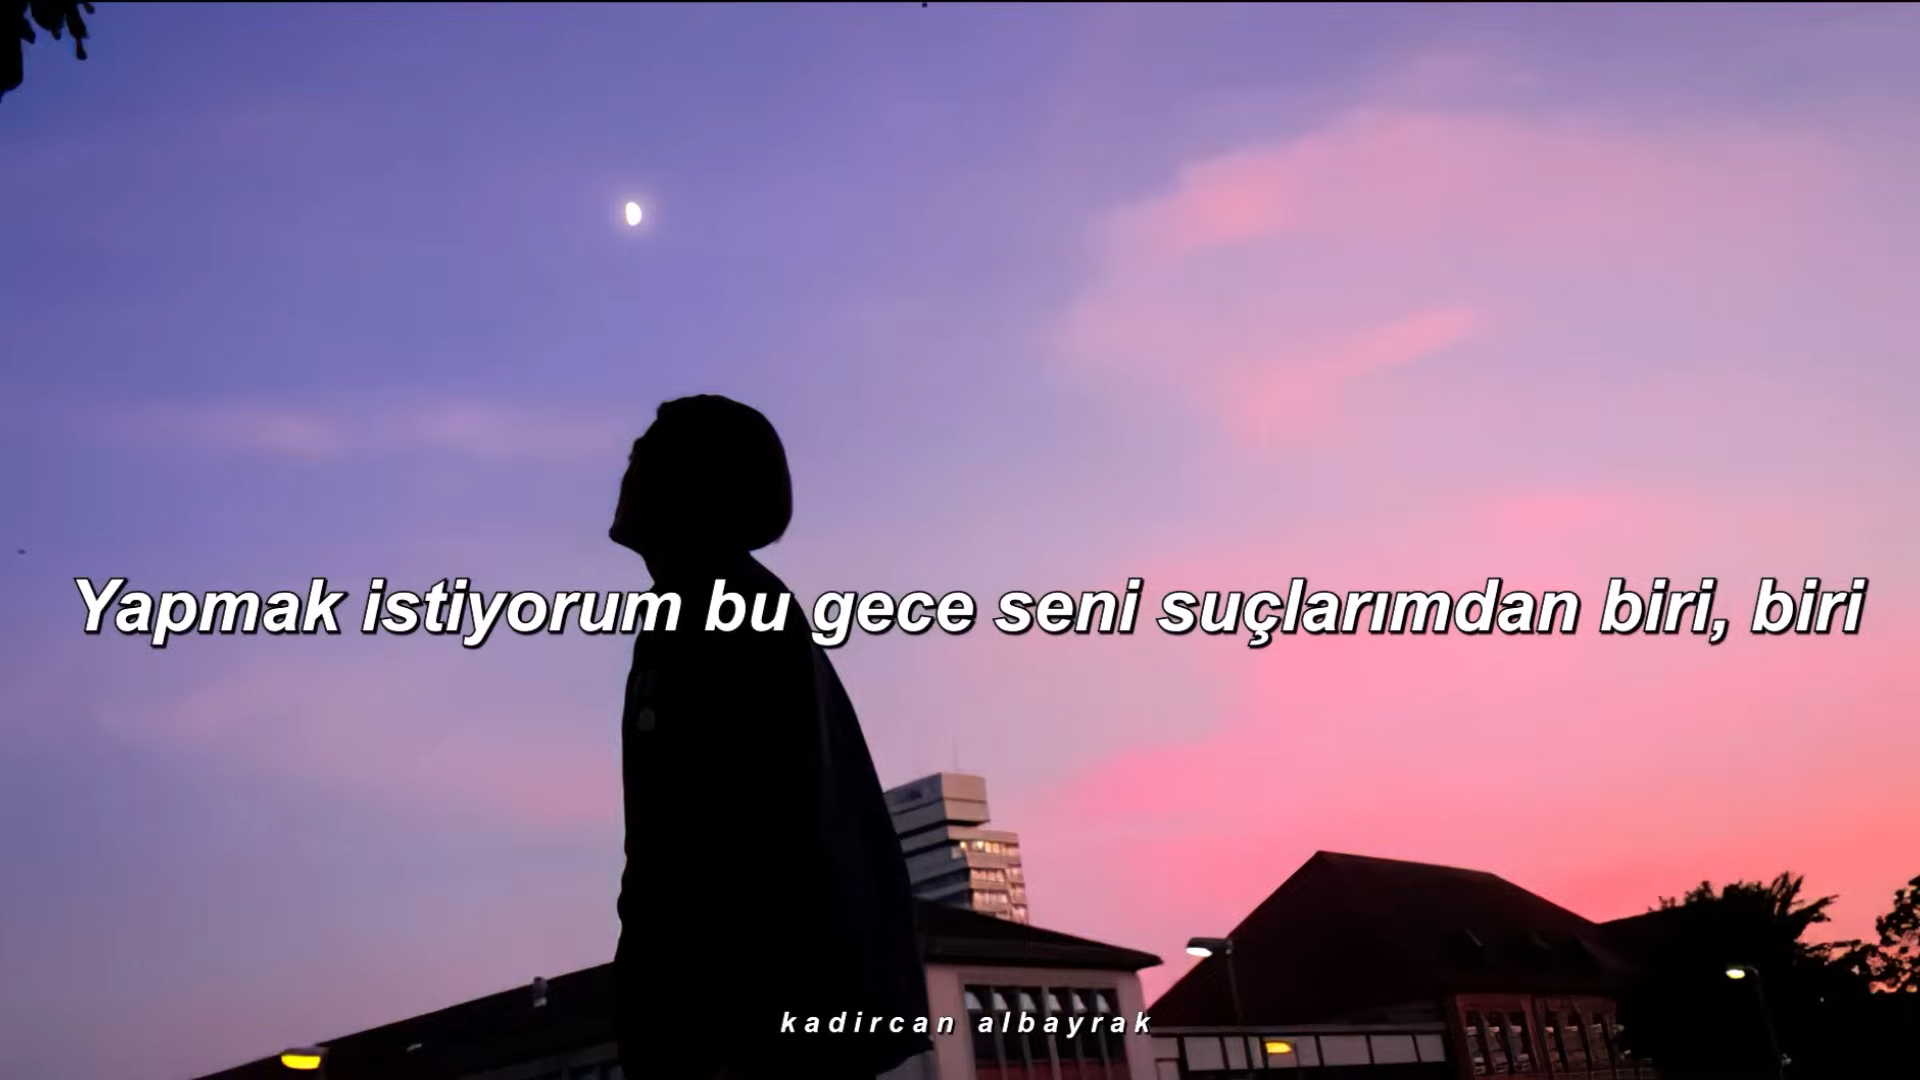 Yapmak istiyorum bu gece seni suçlarımdan biri, biri
kadircan albayrak